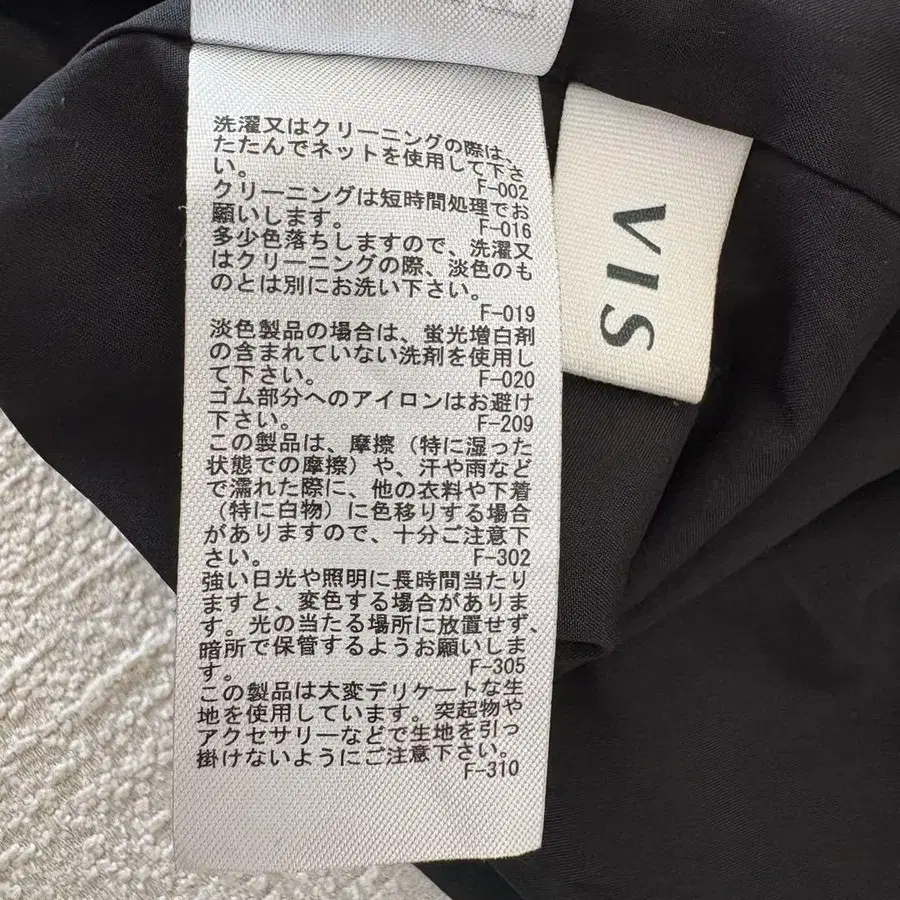 洗濯又はクリーニングの際は、
たたんでネットを使用して下さ
い。
F-002
クリーニングは短時間処理でお
願いします。
F-016
多少色落ちしますので、洗濯又
はクリーニングの際、淡色のも
のとは別にお洗い下さい。
F-019
淡色製品の場合は、蛍光増白剤
の含まれていない洗剤を使用し
て下さい。
F-020
ゴム部分へのアイロンはお避け
下さい。
F-209
この製品は、摩擦（特に湿った
状態での摩擦）や、汗や雨など
で濡れた際に、他の衣料や下着
（特に白物）に色移りする場合
がありますので、十分ご注意下
さい。
F-302
強い日光や照明に長時間当たり
ますと、変色する場合がありま
す。光の当たる場所に放置せず、
暗所で保管するようお願いしま
す。
F-305
この製品は大変デリケートな生
地を使用しています。突起物や
アクセサリーなどで生地を引っ
掛けないようにご注意下さい。
F-310
VIS